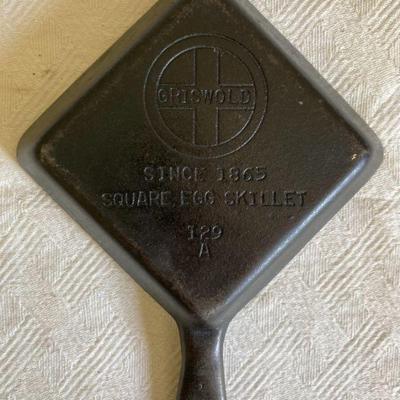 GRISWOLD
SINCE 1865
SQUARE EGG SKILLET
129
A